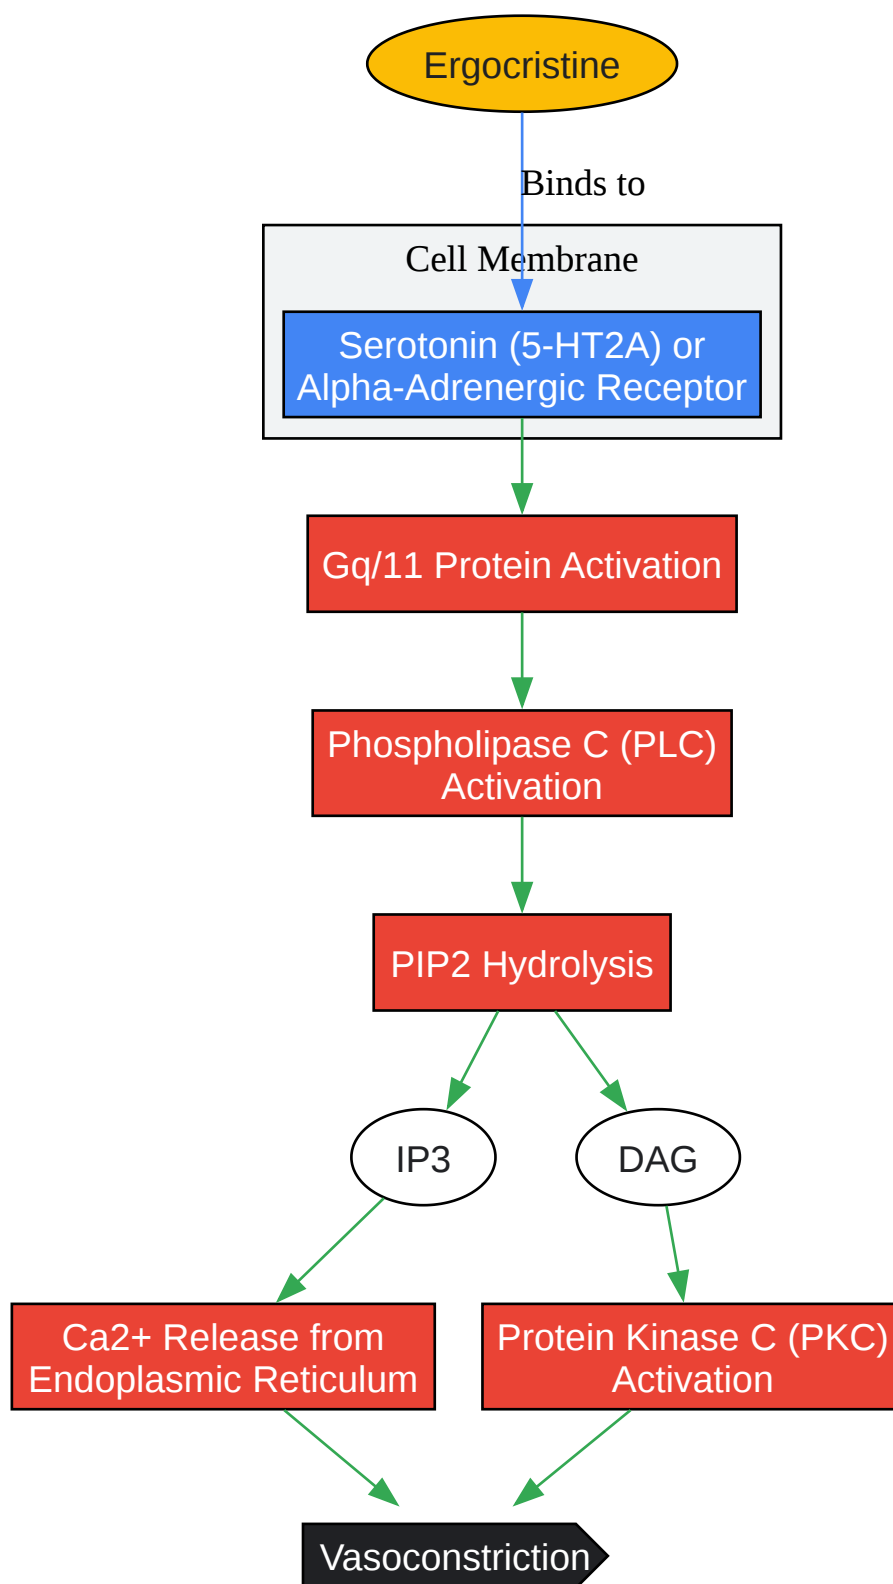 Ergocristine
Binds to
Cell Membrane
Serotonin (5-HT2A) or
Alpha-Adrenergic Receptor
Gq/11 Protein Activation
Phospholipase C (PLC)
Activation
PIP2 Hydrolysis
IP3
DAG
Ca2+ Release from
Endoplasmic Reticulum
Protein Kinase C (PKC)
Activation
Vasoconstriction